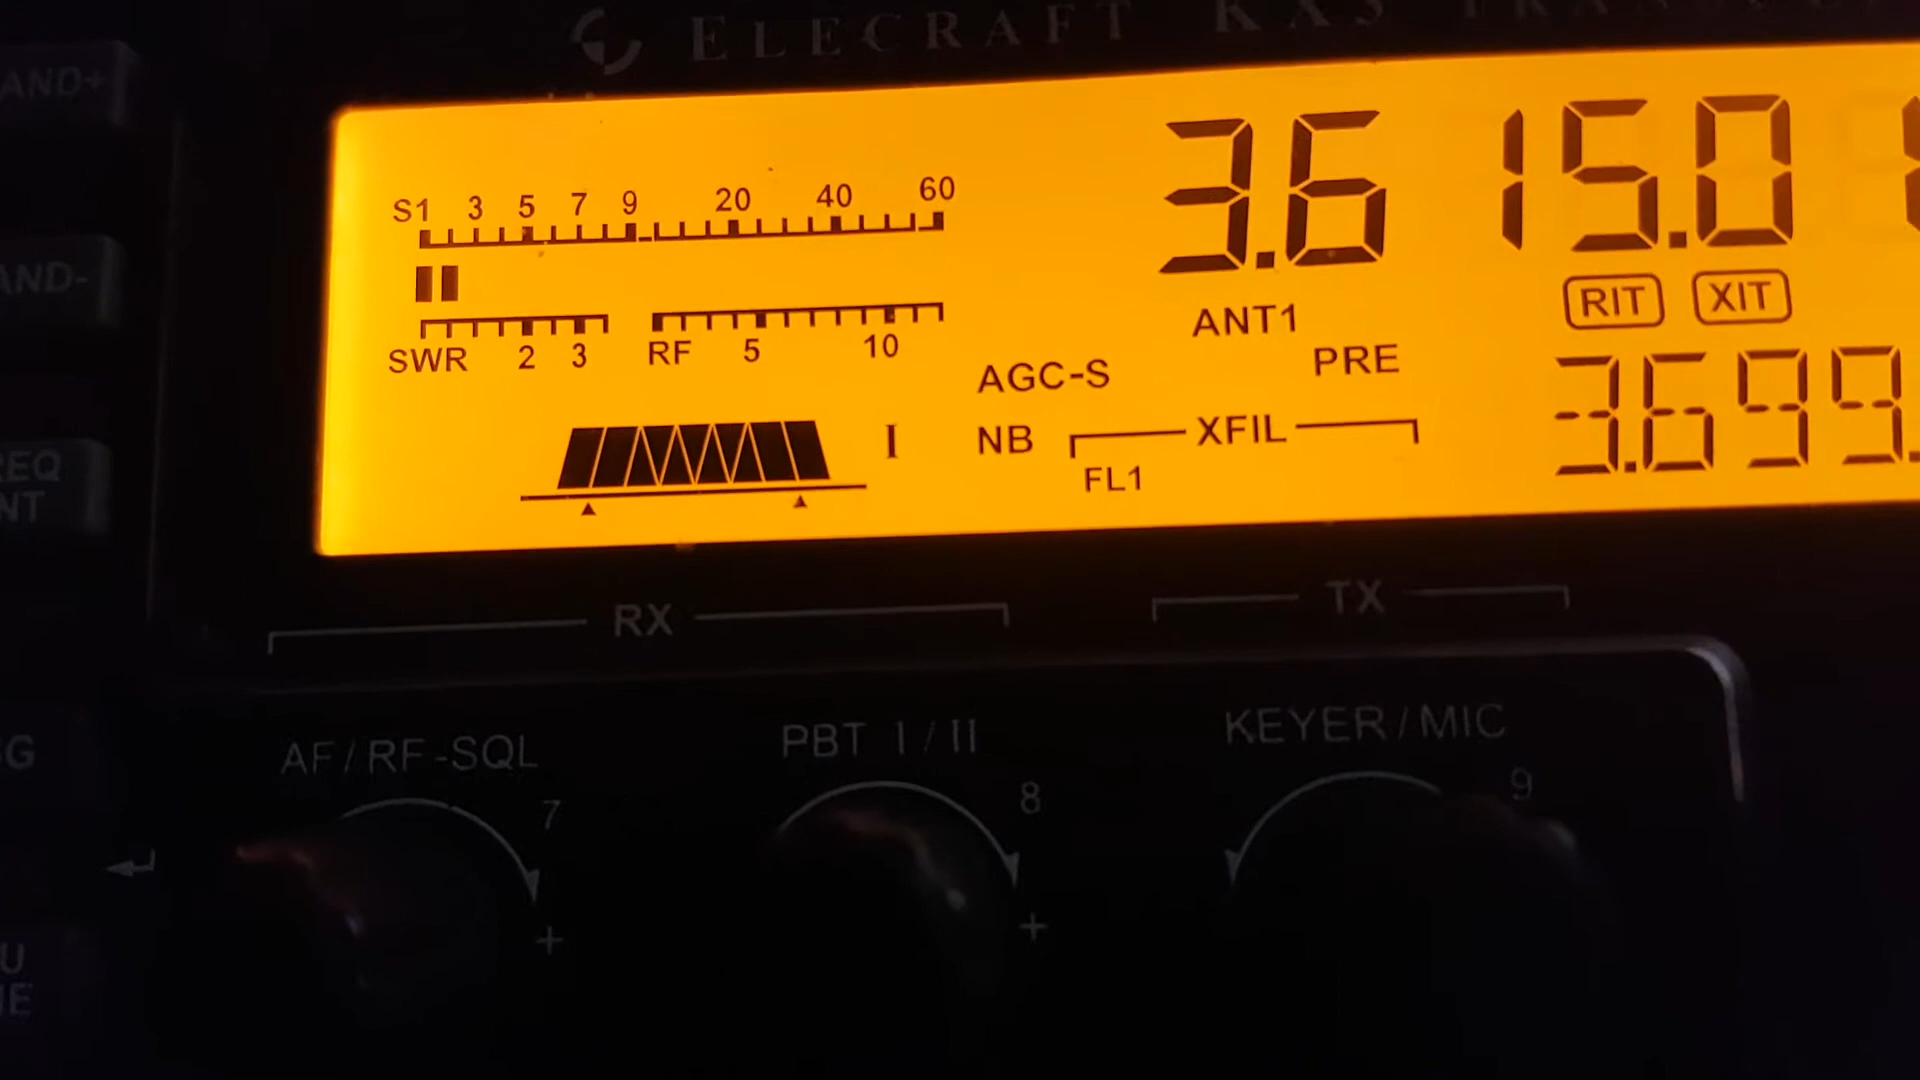 ELECRAFT KX3
S1 3 5 7 9 20 40 60
3.6 15.0
SWR 2 3 RF 5 10
ANT1
RIT XIT
AGC-S
PRE
I NB XFIL
FL1
3.699.
RX
TX
AF/RF-SQL
PBT I/II
KEYER/MIC
7
8
9
+
+